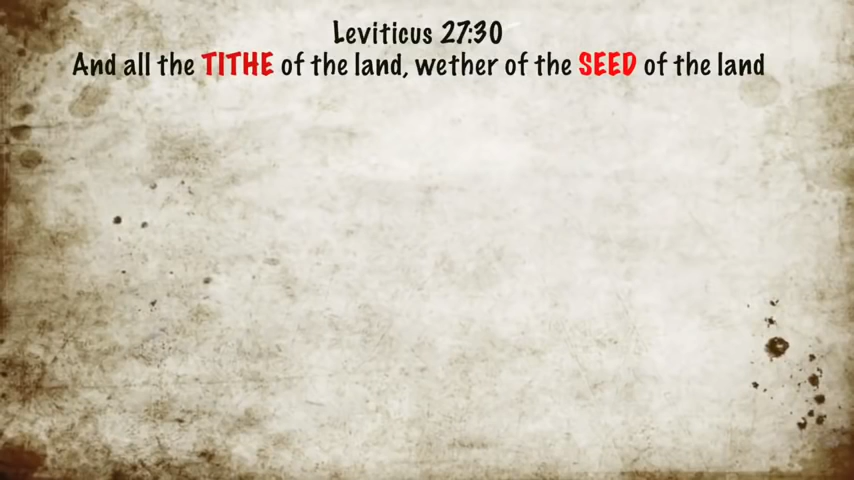 Leviticus 27:30
And all the TITHE of the land, wether of the SEED of the land